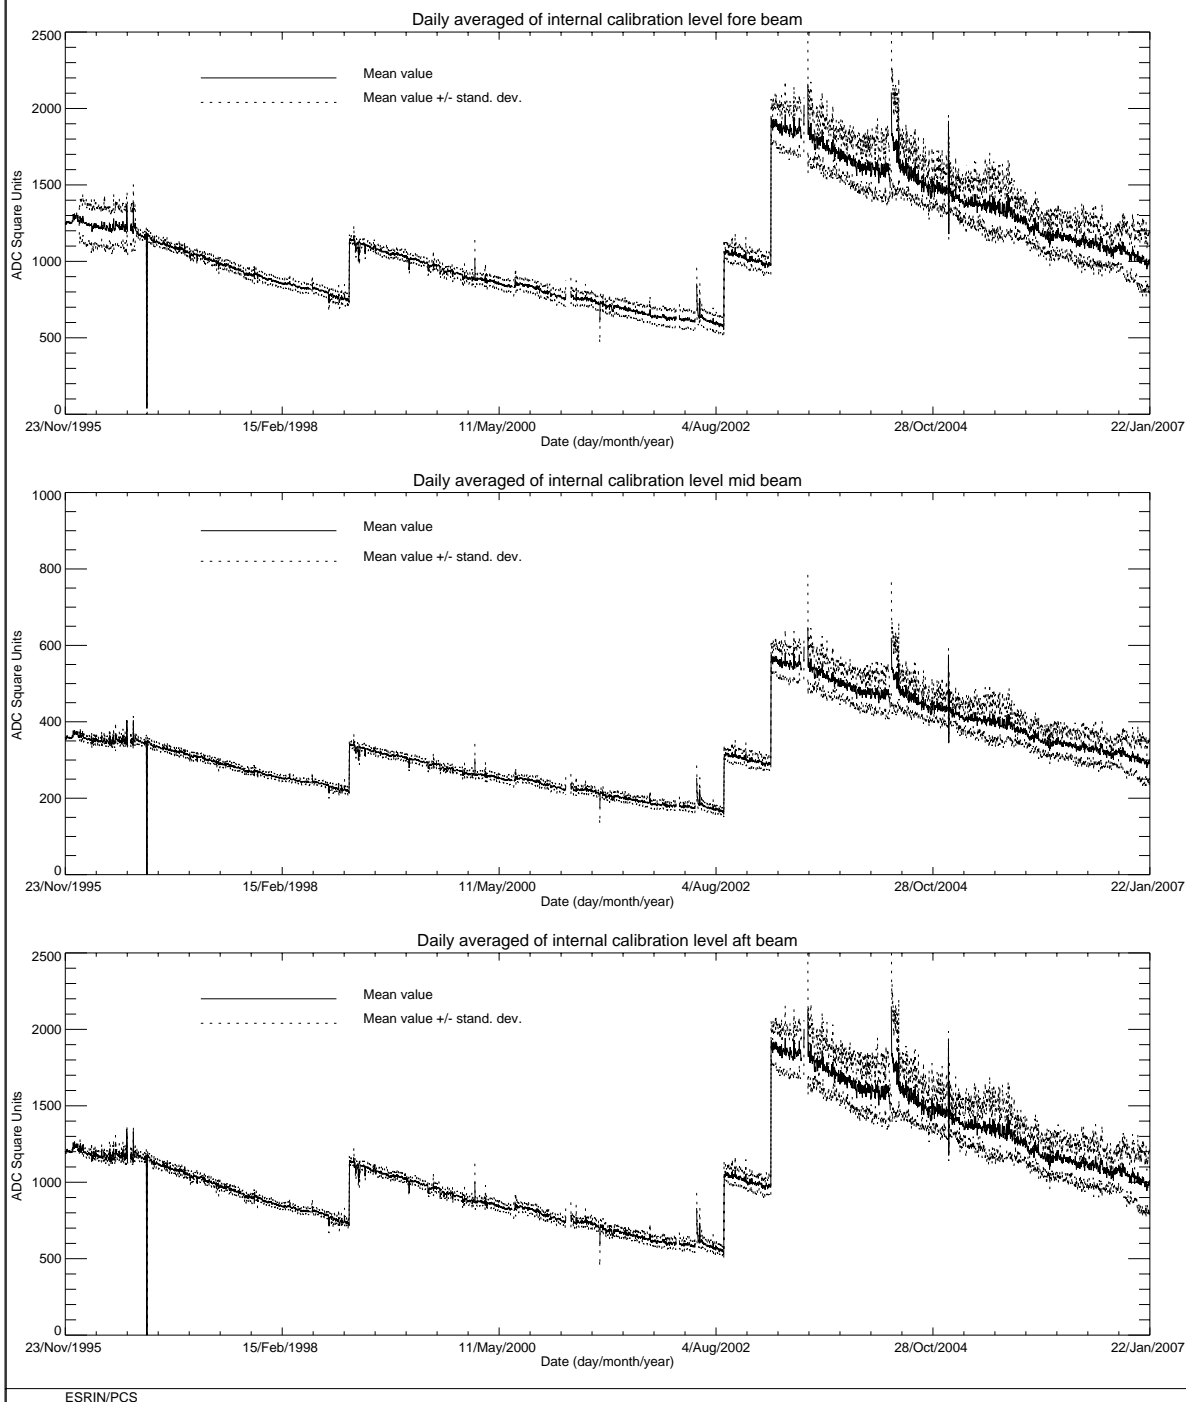 Daily averaged of internal calibration level fore beam
2500
2000
1500
1000
500
0
ADC Square Units
Mean value
Mean value +/- stand. dev.
23/Nov/1995 15/Feb/1998 11/May/2000 4/Aug/2002 28/Oct/2004 22/Jan/2007
Date (day/month/year)
Daily averaged of internal calibration level mid beam
1000
800
600
400
200
0
ADC Square Units
Mean value
Mean value +/- stand. dev.
23/Nov/1995 15/Feb/1998 11/May/2000 4/Aug/2002 28/Oct/2004 22/Jan/2007
Date (day/month/year)
Daily averaged of internal calibration level aft beam
2500
2000
1500
1000
500
0
ADC Square Units
Mean value
Mean value +/- stand. dev.
23/Nov/1995 15/Feb/1998 11/May/2000 4/Aug/2002 28/Oct/2004 22/Jan/2007
Date (day/month/year)
ESRIN/PCS